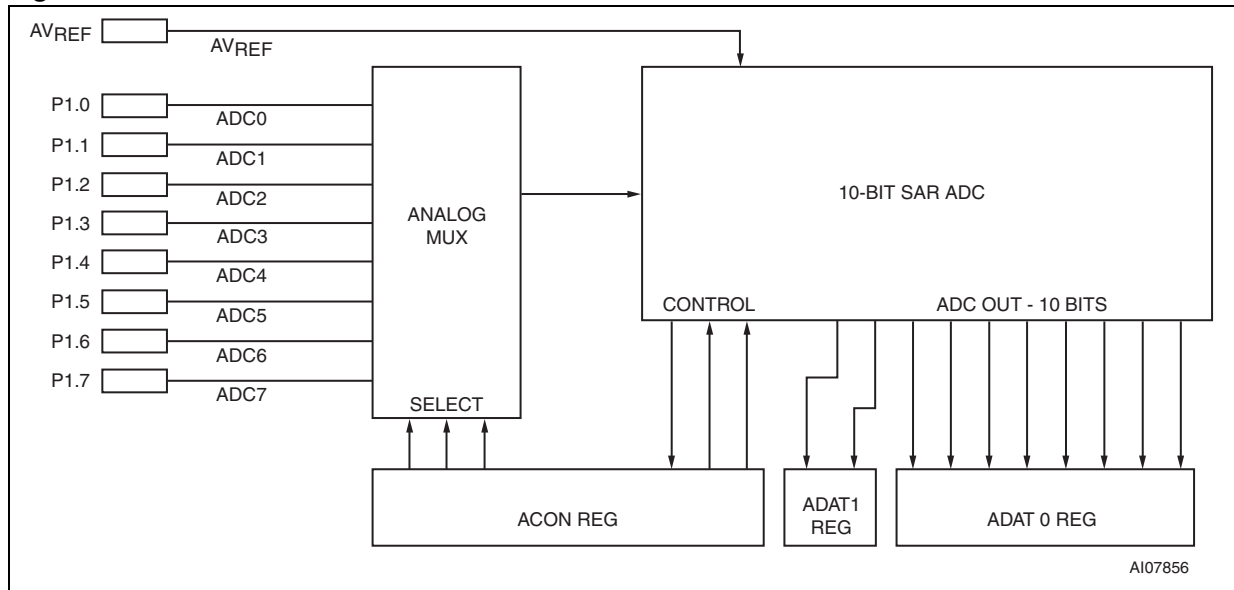 AVREF
AVREF
P1.0
ADC0
P1.1
ADC1
P1.2
ADC2
P1.3
ADC3
P1.4
ADC4
P1.5
ADC5
P1.6
ADC6
P1.7
ADC7
ANALOG
MUX
SELECT
10-BIT SAR ADC
CONTROL
ADC OUT - 10 BITS
ACON REG
ADAT1
REG
ADAT 0 REG
AI07856